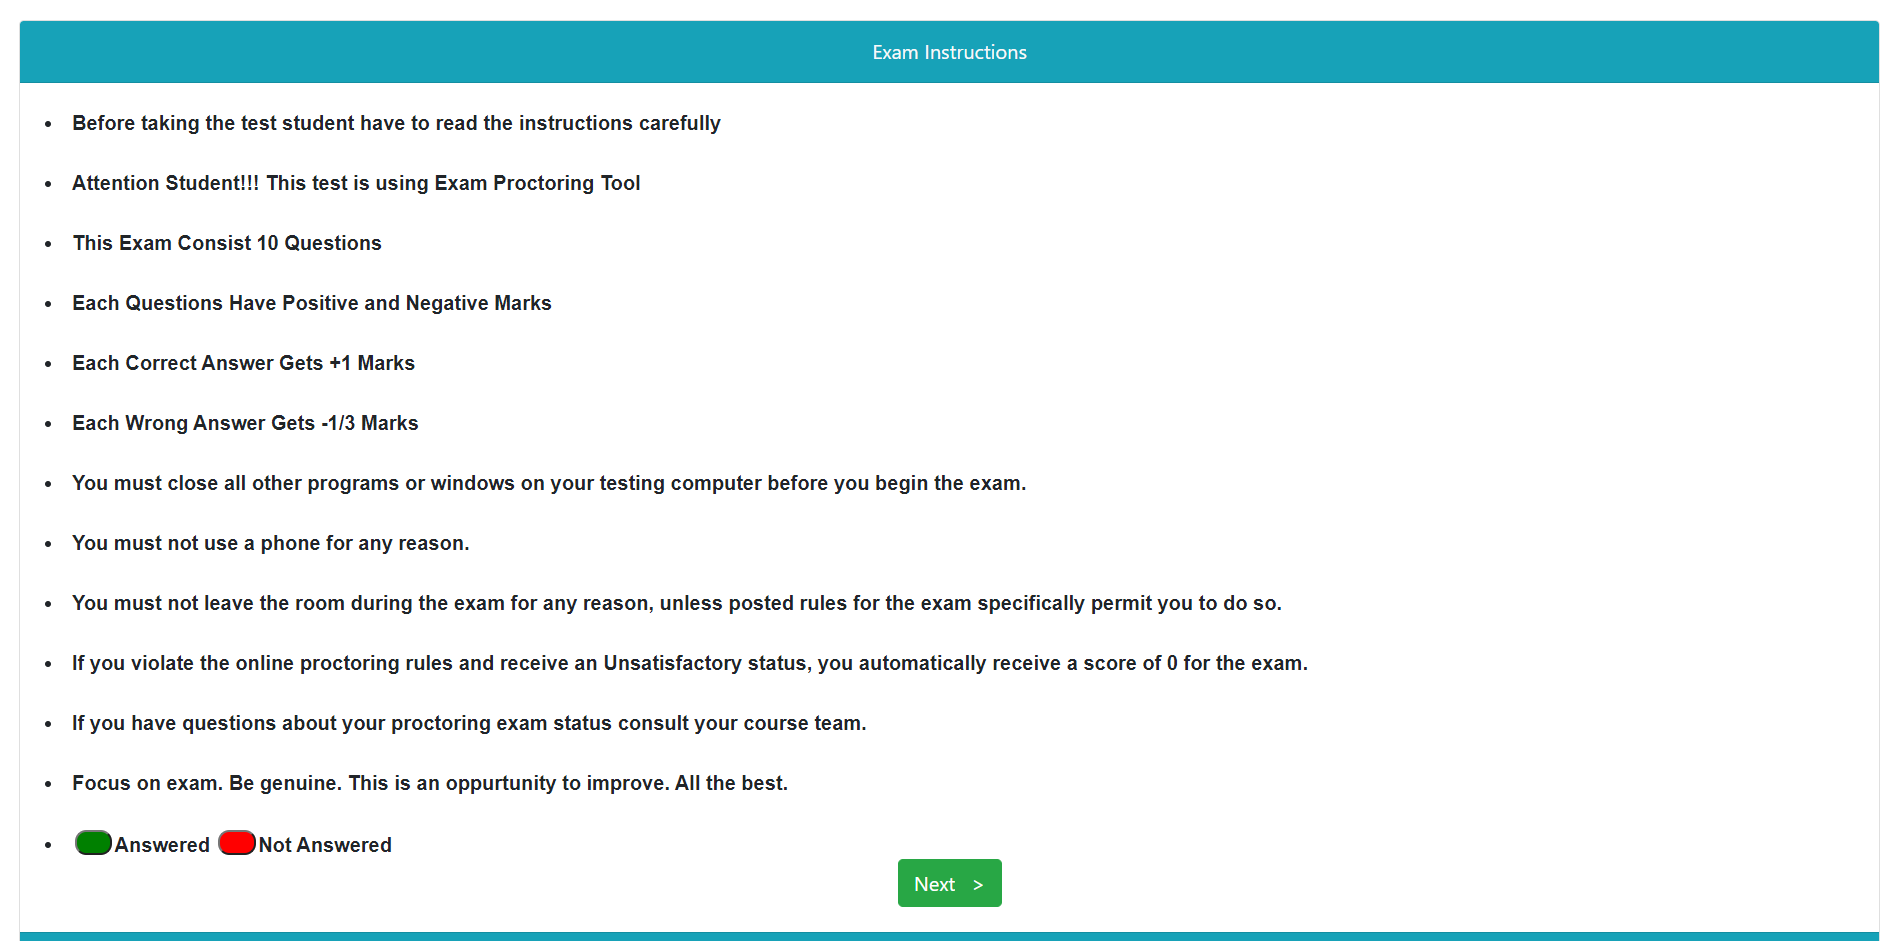 Exam Instructions
Before taking the test student have to read the instructions carefully
Attention Student!!! This test is using Exam Proctoring Tool
This Exam Consist 10 Questions
Each Questions Have Positive and Negative Marks
Each Correct Answer Gets +1 Marks
Each Wrong Answer Gets -1/3 Marks
You must close all other programs or windows on your testing computer before you begin the exam.
You must not use a phone for any reason.
You must not leave the room during the exam for any reason, unless posted rules for the exam specifically permit you to do so.
If you violate the online proctoring rules and receive an Unsatisfactory status, you automatically receive a score of 0 for the exam.
If you have questions about your proctoring exam status consult your course team.
Focus on exam. Be genuine. This is an oppurtunity to improve. All the best.
Answered Not Answered
Next >